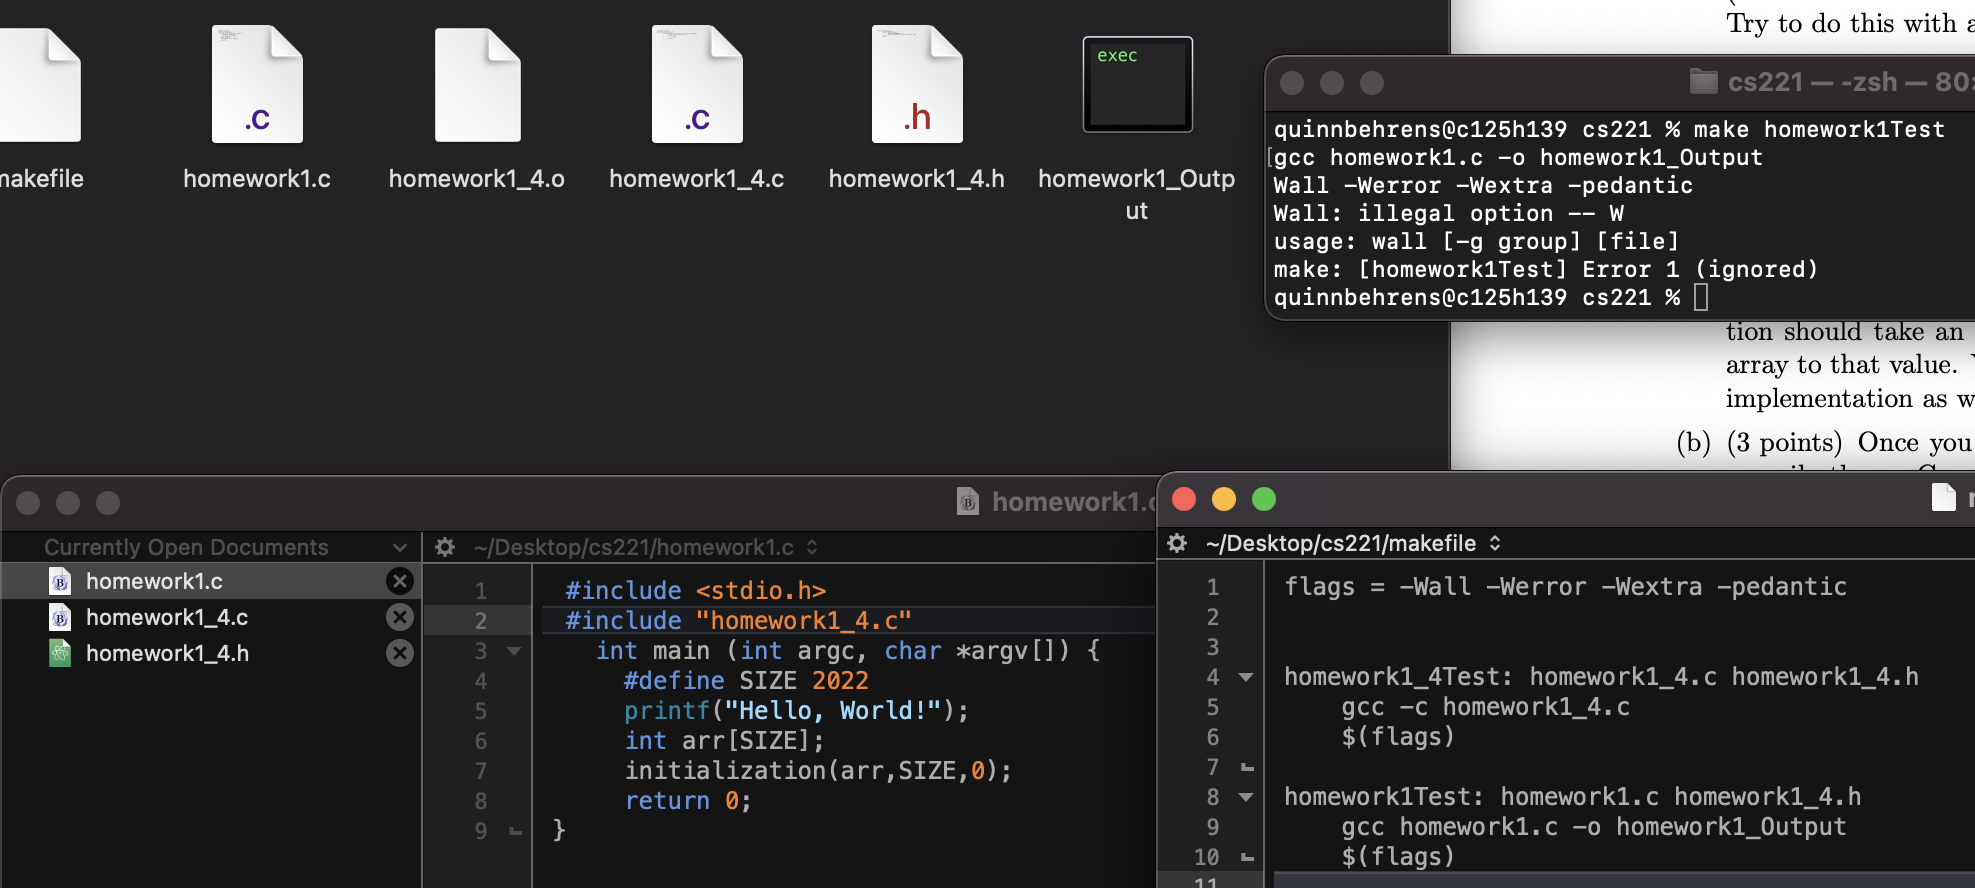 Try to do this with a
exec
.c
.c
.h
makefile
homework1.c
homework1_4.o
homework1_4.c
homework1_4.h
homework1_Outp
ut
cs221 — -zsh — 80
quinnbehrens@c125h139 cs221 % make homework1Test
[gcc homework1.c -o homework1_Output
Wall -Werror -Wextra -pedantic
Wall: illegal option -- W
usage: wall [-g group] [file]
make: [homework1Test] Error 1 (ignored)
quinnbehrens@c125h139 cs221 %
tion should take an
array to that value.
implementation as w
(b) (3 points) Once you
homework1.c
Currently Open Documents
homework1.c
homework1_4.c
homework1_4.h
~/Desktop/cs221/homework1.c
1 #include <stdio.h>
2 #include "homework1_4.c"
3 int main (int argc, char *argv[]) {
4 #define SIZE 2022
5 printf("Hello, World!");
6 int arr[SIZE];
7 initialization(arr,SIZE,0);
8 return 0;
9 }
~/Desktop/cs221/makefile
1 flags = -Wall -Werror -Wextra -pedantic
2
3
4 homework1_4Test: homework1_4.c homework1_4.h
5 gcc -c homework1_4.c
6 $(flags)
7
8 homework1Test: homework1.c homework1_4.h
9 gcc homework1.c -o homework1_Output
10 $(flags)
11